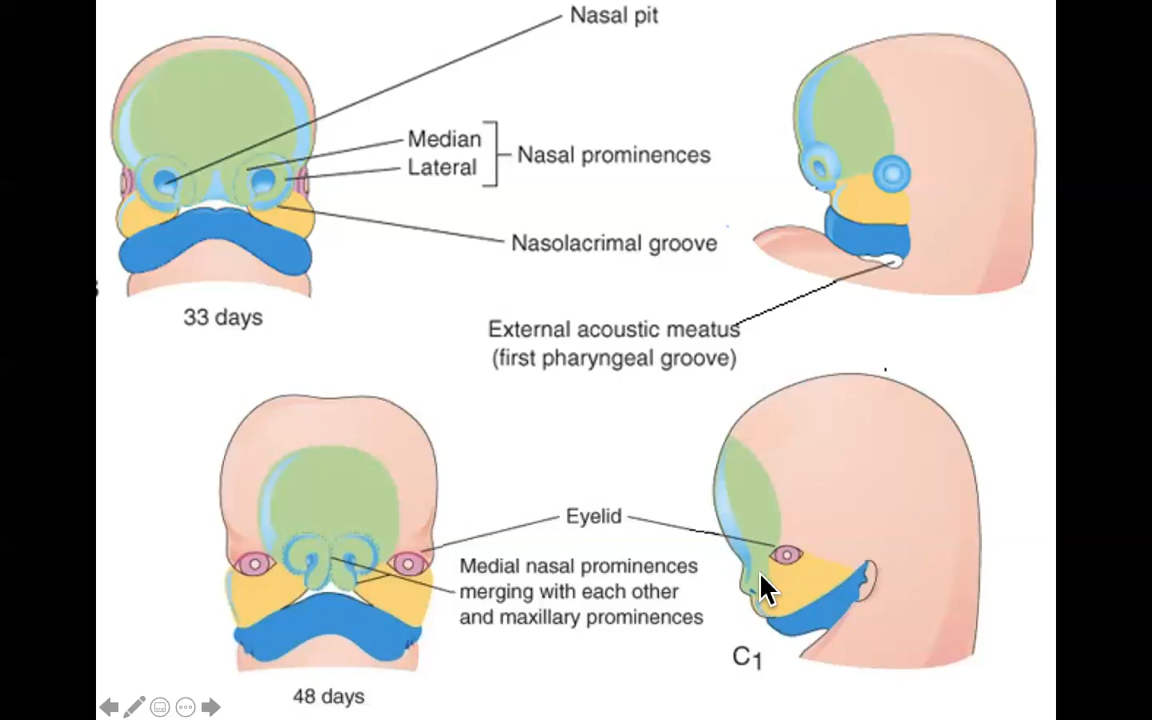 Nasal pit
Median
Lateral
Nasal prominences
Nasolacrimal groove
33 days
External acoustic meatus
(first pharyngeal groove)
Eyelid
Medial nasal prominences
merging with each other
and maxillary prominences
C1
48 days